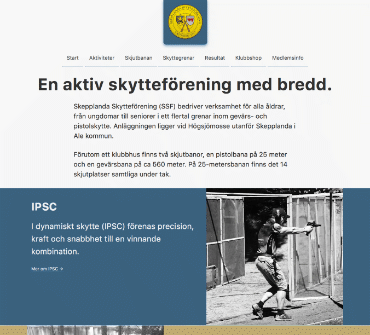 Start Aktiviteter Skjutbanan Skyttegrenar Resultat Klubbshop Medlemsinfo
En aktiv skytteförening med bredd.
Skepplanda Skytteförening (SSF) bedriver verksamhet för alla åldrar,
från ungdomar till seniorer i ett flertal grenar inom gevärs- och
pistolskytte. Anläggningen ligger vid Högsjömosse utanför Skepplanda i
Ale kommun.
Förutom ett klubbhus finns två skjutbanor, en pistolbana på 25 meter
och en gevärsbana på ca 560 meter. På 25-metersbanan finns det 14
skjutplatser samtliga under tak.
IPSC
I dynamiskt skytte (IPSC) förenas precision,
kraft och snabbhet till en vinnande
kombination.
Mer om IPSC →